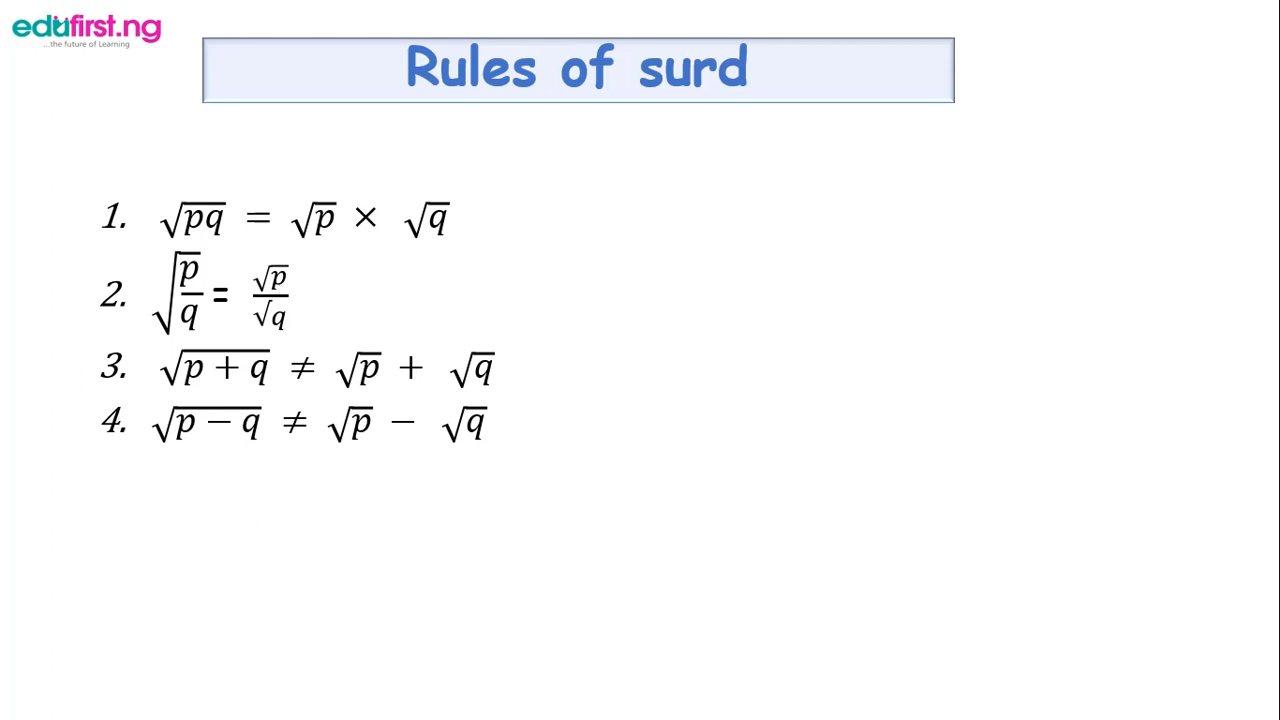 edufirst.ng
...the future of Learning
Rules of surd
1. √(pq) = √p × √q
2. √(p/q) = √p/√q
3. √(p + q) ≠ √p + √q
4. √(p − q) ≠ √p − √q